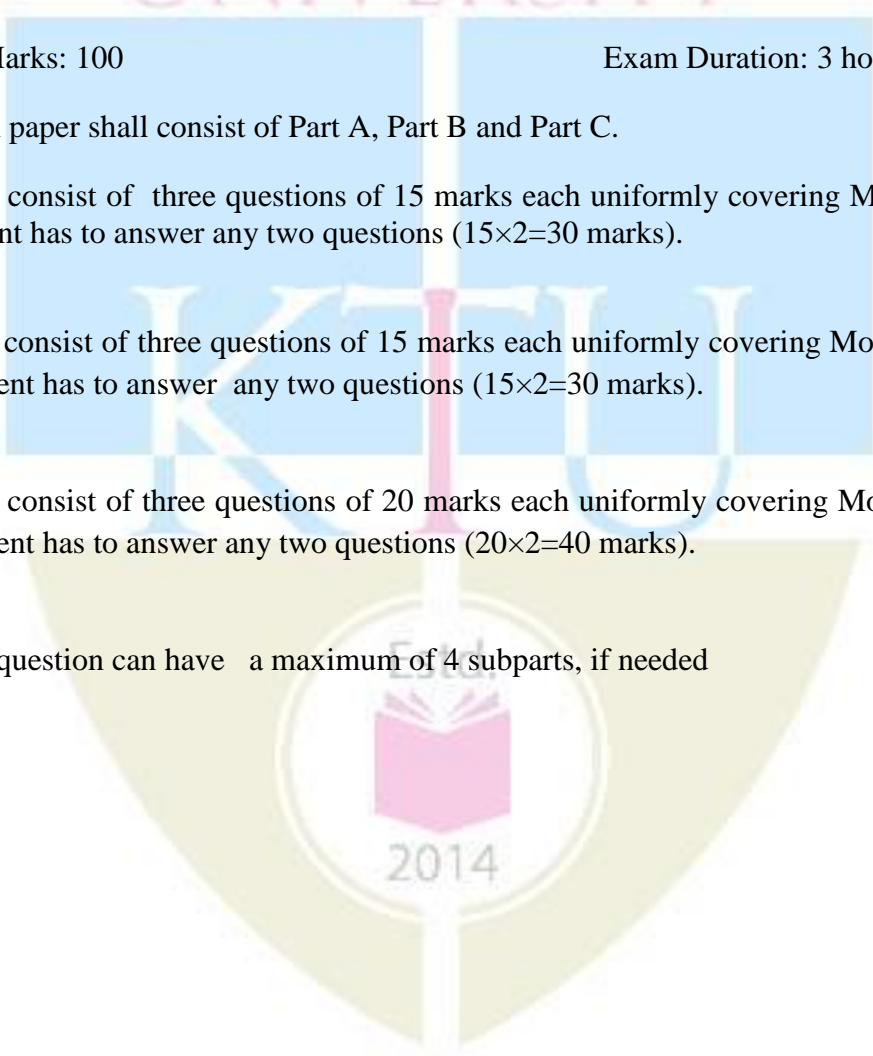 UNIVERSITY
Marks: 100 Exam Duration: 3 ho
paper shall consist of Part A, Part B and Part C.
consist of three questions of 15 marks each uniformly covering M
has to answer any two questions (15×2=30 marks).
KTU
consist of three questions of 15 marks each uniformly covering Mo
has to answer any two questions (15×2=30 marks).
consist of three questions of 20 marks each uniformly covering Mo
has to answer any two questions (20×2=40 marks).
Estd.
question can have a maximum of 4 subparts, if needed
2014